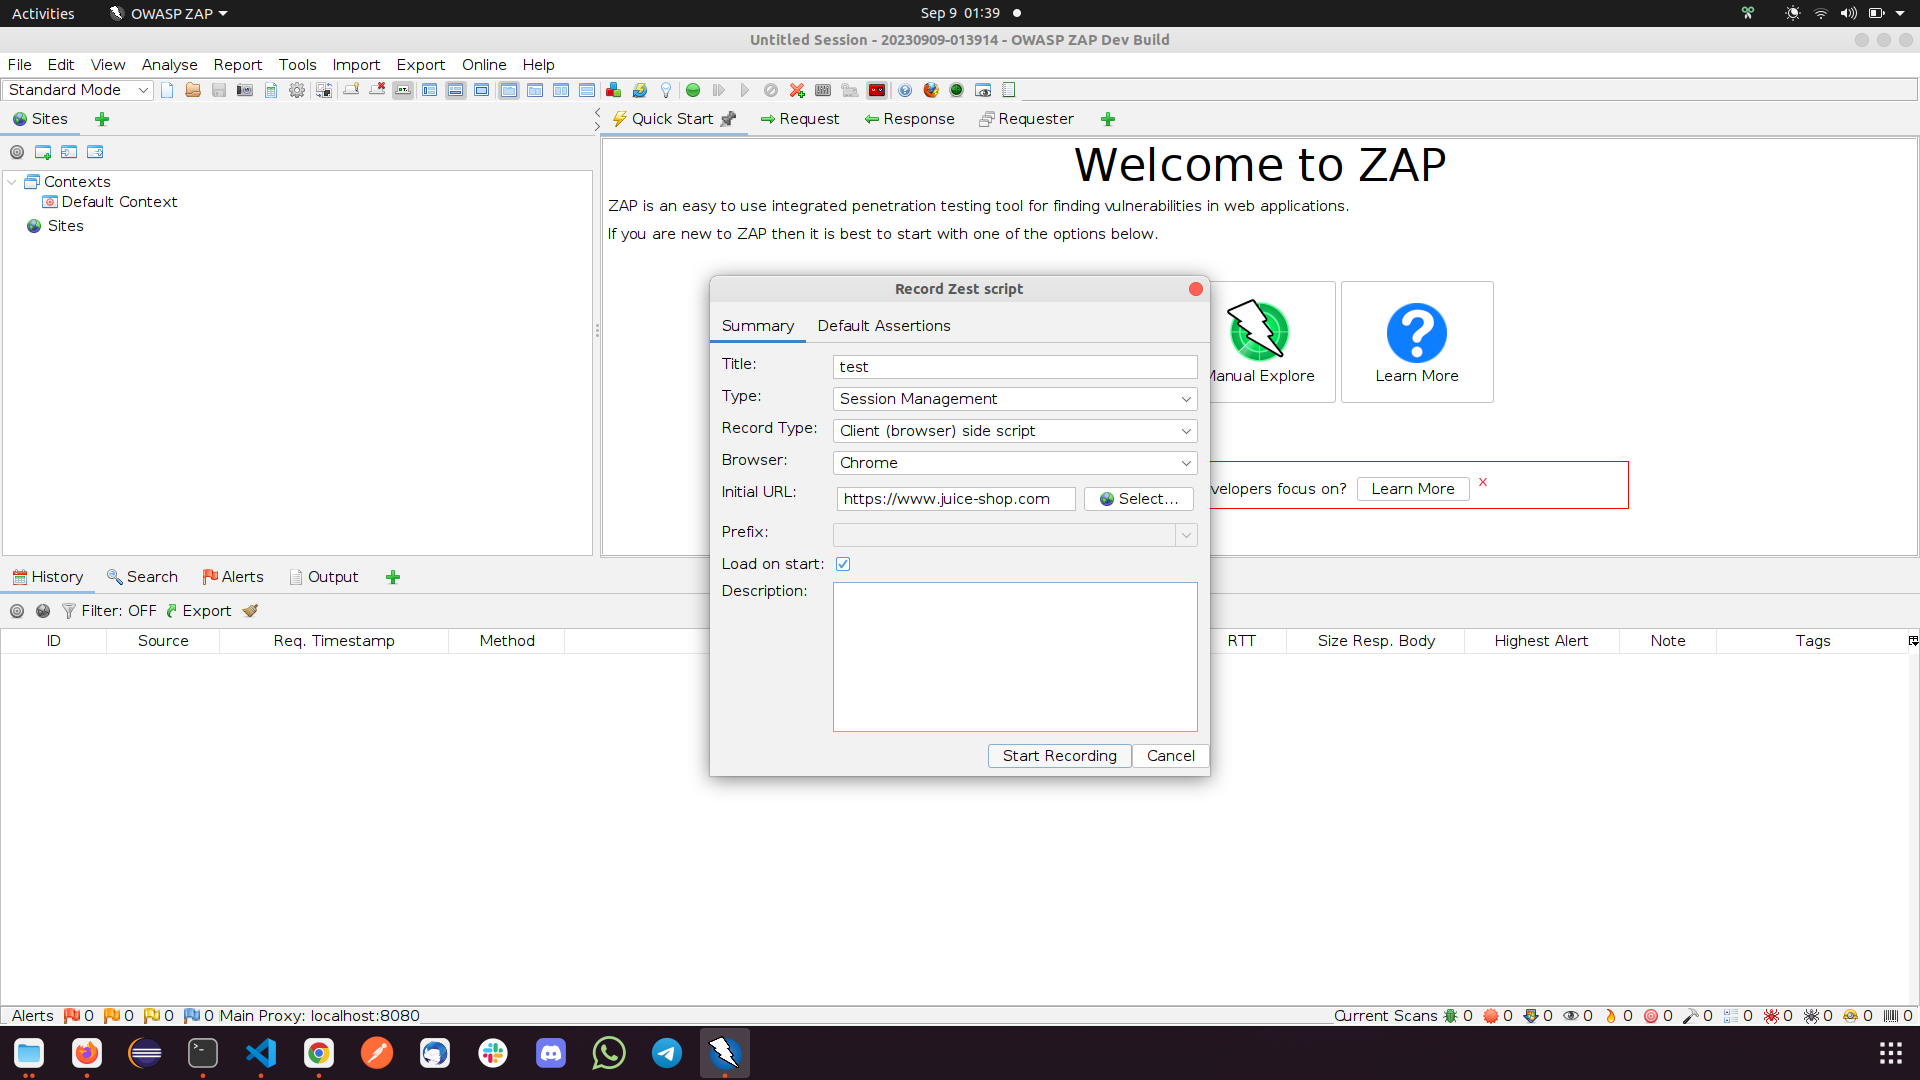 Activities OWASP ZAP Sep 9 01:39
Untitled Session - 20230909-013914 - OWASP ZAP Dev Build
File Edit View Analyse Report Tools Import Export Online Help
Standard Mode
Sites Quick Start Request Response Requester
Contexts
Default Context
Sites
Welcome to ZAP
ZAP is an easy to use integrated penetration testing tool for finding vulnerabilities in web applications.
If you are new to ZAP then it is best to start with one of the options below.
Manual Explore Learn More
velopers focus on? Learn More X
Record Zest script
Summary Default Assertions
Title: test
Type: Session Management
Record Type: Client (browser) side script
Browser: Chrome
Initial URL: https://www.juice-shop.com Select...
Prefix:
Load on start:
Description:
Start Recording Cancel
History Search Alerts Output
Filter: OFF Export
ID Source Req. Timestamp Method RTT Size Resp. Body Highest Alert Note Tags
Alerts 0 0 0 0 Main Proxy: localhost:8080 Current Scans 0 0 0 0 0 0 0 0 0 0 0 0